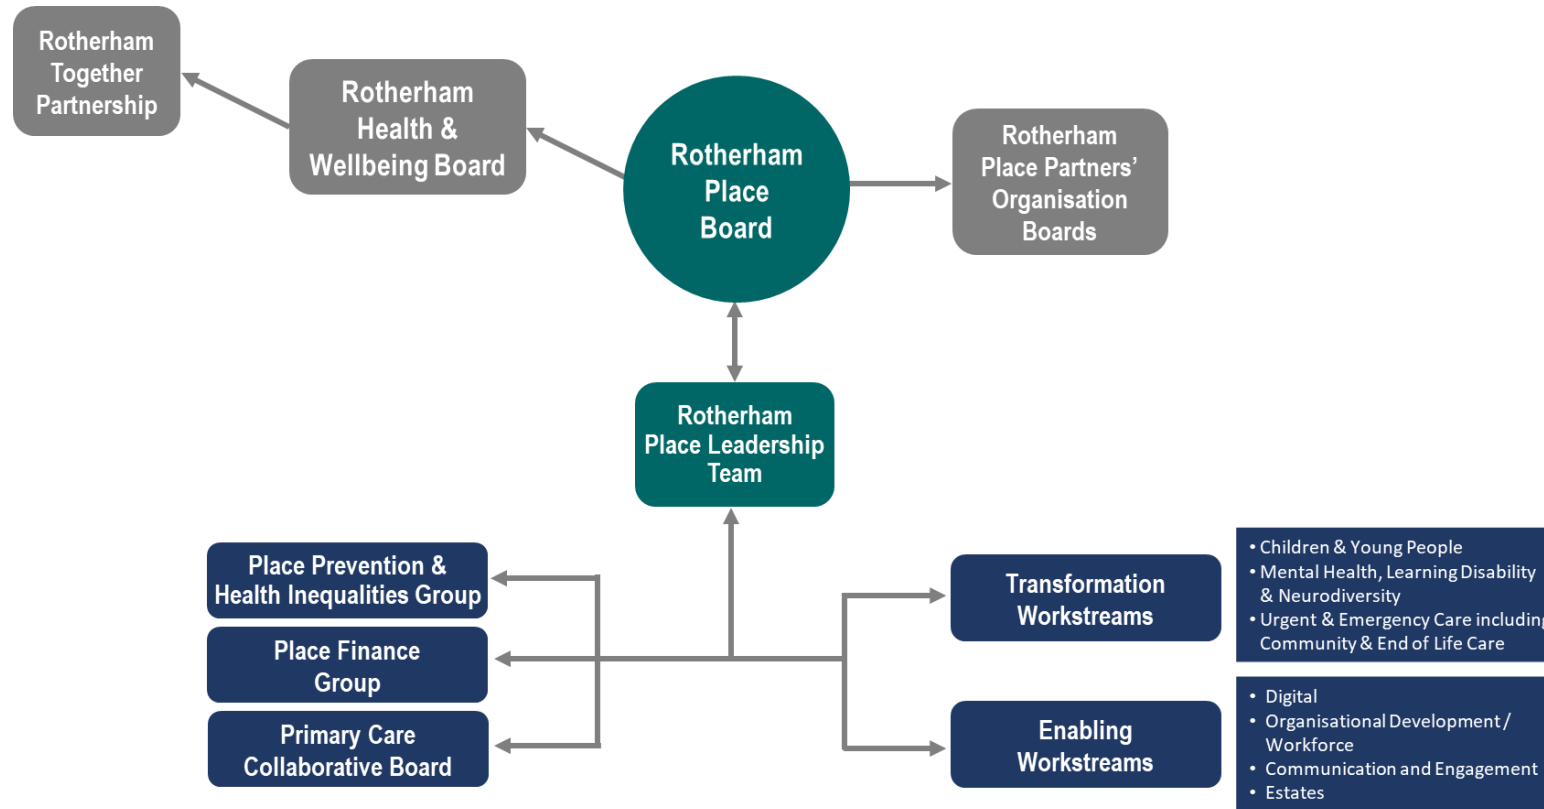 Rotherham
Together
Partnership
Rotherham
Health &
Wellbeing Board
Rotherham
Place
Board
Rotherham
Place Partners’
Organisation
Boards
Rotherham
Place Leadership
Team
Place Prevention &
Health Inequalities Group
Place Finance
Group
Primary Care
Collaborative Board
Transformation
Workstreams
• Children & Young People
• Mental Health, Learning Disability
& Neurodiversity
• Urgent & Emergency Care including
Community & End of Life Care
Enabling
Workstreams
• Digital
• Organisational Development /
Workforce
• Communication and Engagement
• Estates